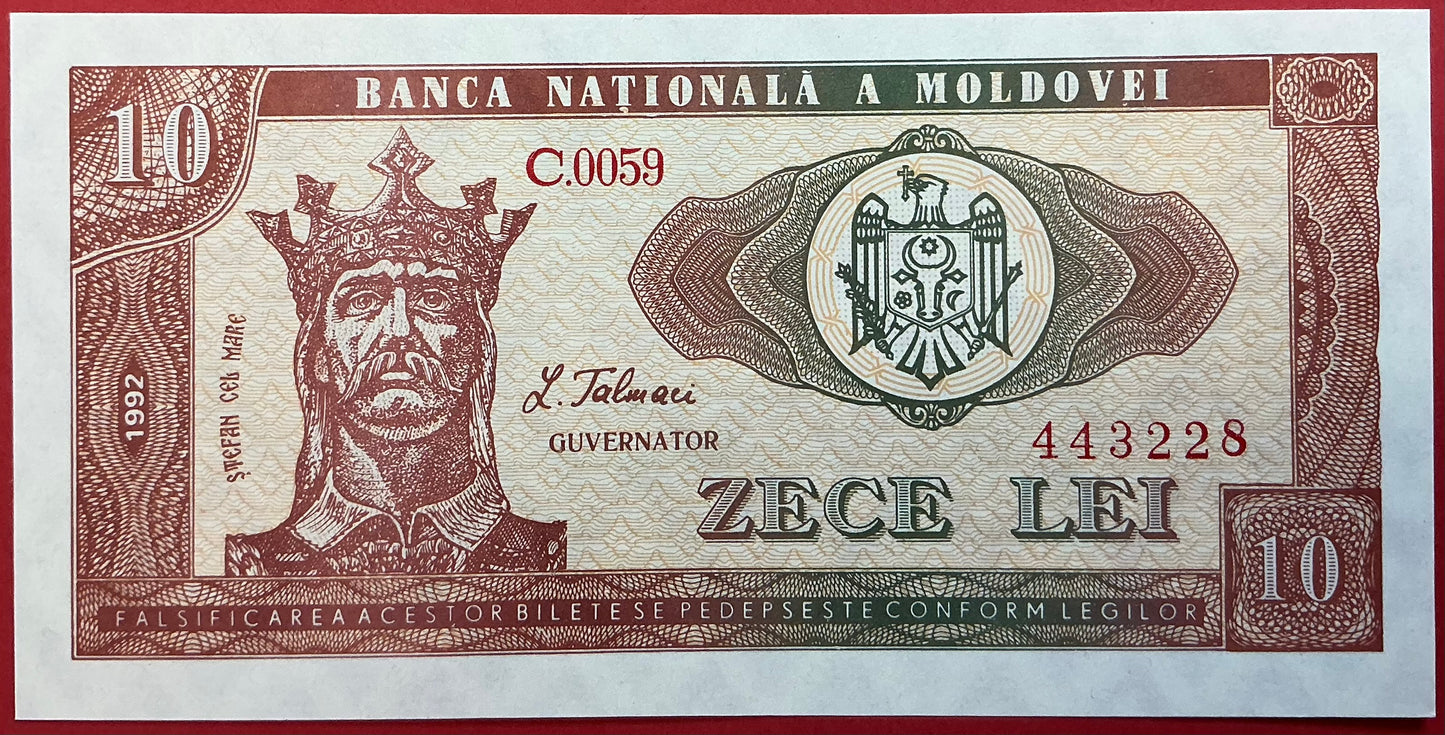 10
BANCA NAȚIONALĂ A MOLDOVEI
C.0059
ȘTEFAN CEL MARE
1992
L. Talmaci
GUVERNATOR
443228
ZECE LEI
10
FALSIFICAREA ACESTOR BILETE SE PEDEPSEȘTE CONFORM LEGILOR